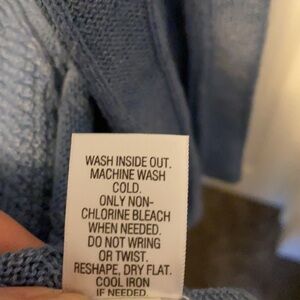 WASH INSIDE OUT.
MACHINE WASH
COLD.
ONLY NON-
CHLORINE BLEACH
WHEN NEEDED.
DO NOT WRING
OR TWIST.
RESHAPE, DRY FLAT.
COOL IRON
IF NEEDED.